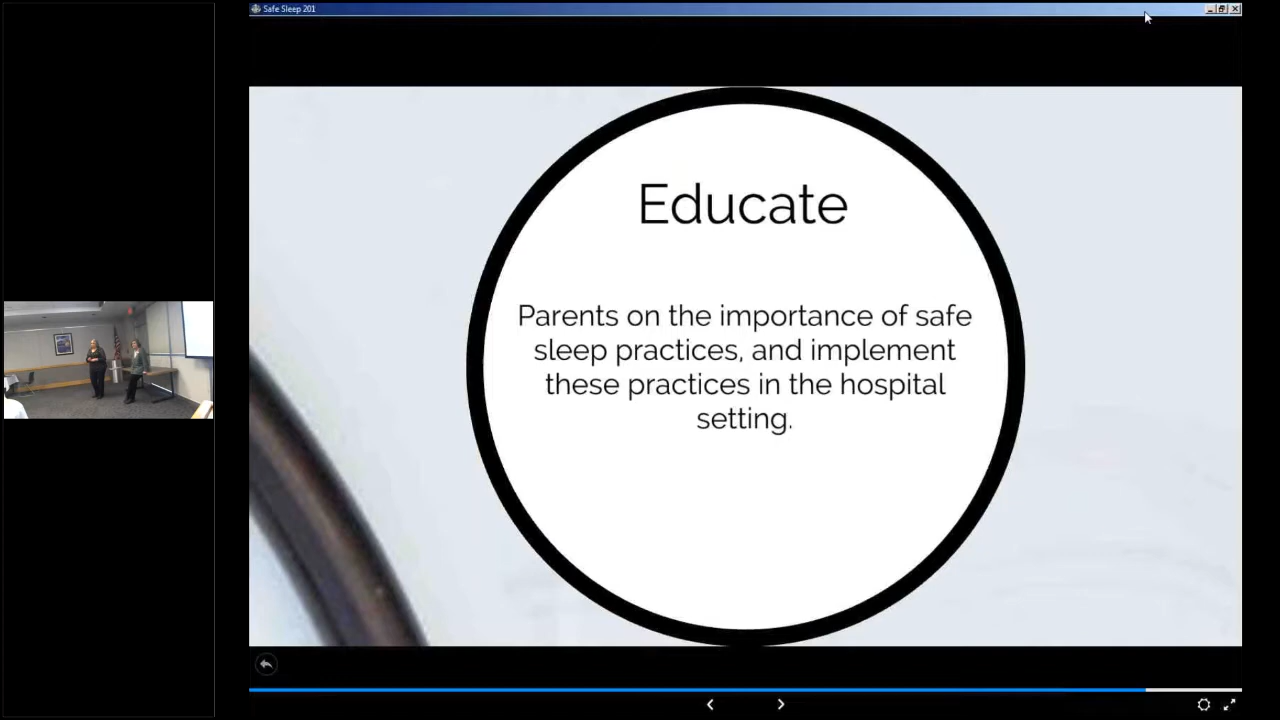 Safe Sleep 201
Educate
Parents on the importance of safe
sleep practices, and implement
these practices in the hospital
setting.